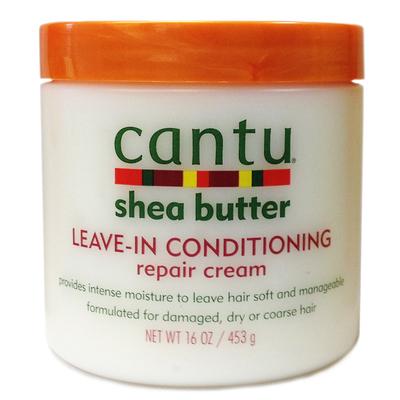 cantu®
shea butter
LEAVE-IN CONDITIONING
repair cream
provides intense moisture to leave hair soft and manageable
formulated for damaged, dry or coarse hair
NET WT 16 OZ / 453 g